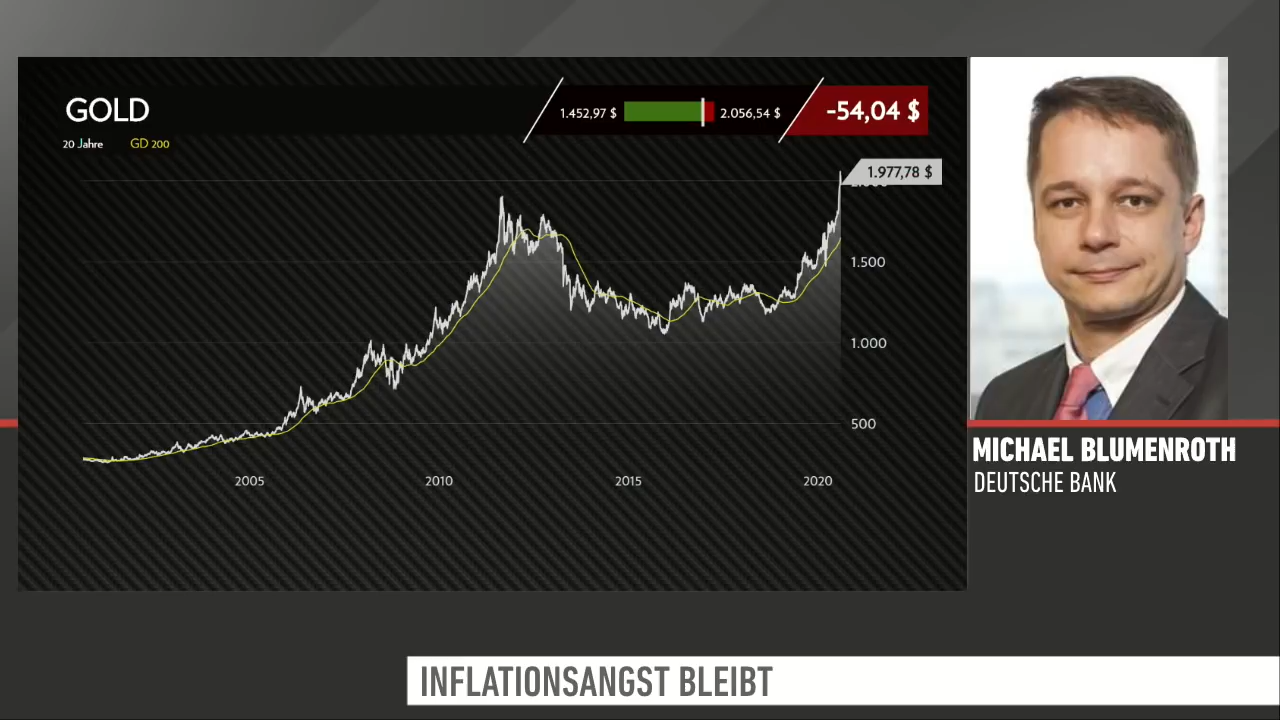 GOLD
1.452,97 $
2.056,54 $
-54,04 $
20 Jahre
GD 200
1.977,78 $
1.500
1.000
500
2005
2010
2015
2020
MICHAEL BLUMENROTH
DEUTSCHE BANK
INFLATIONSANGST BLEIBT